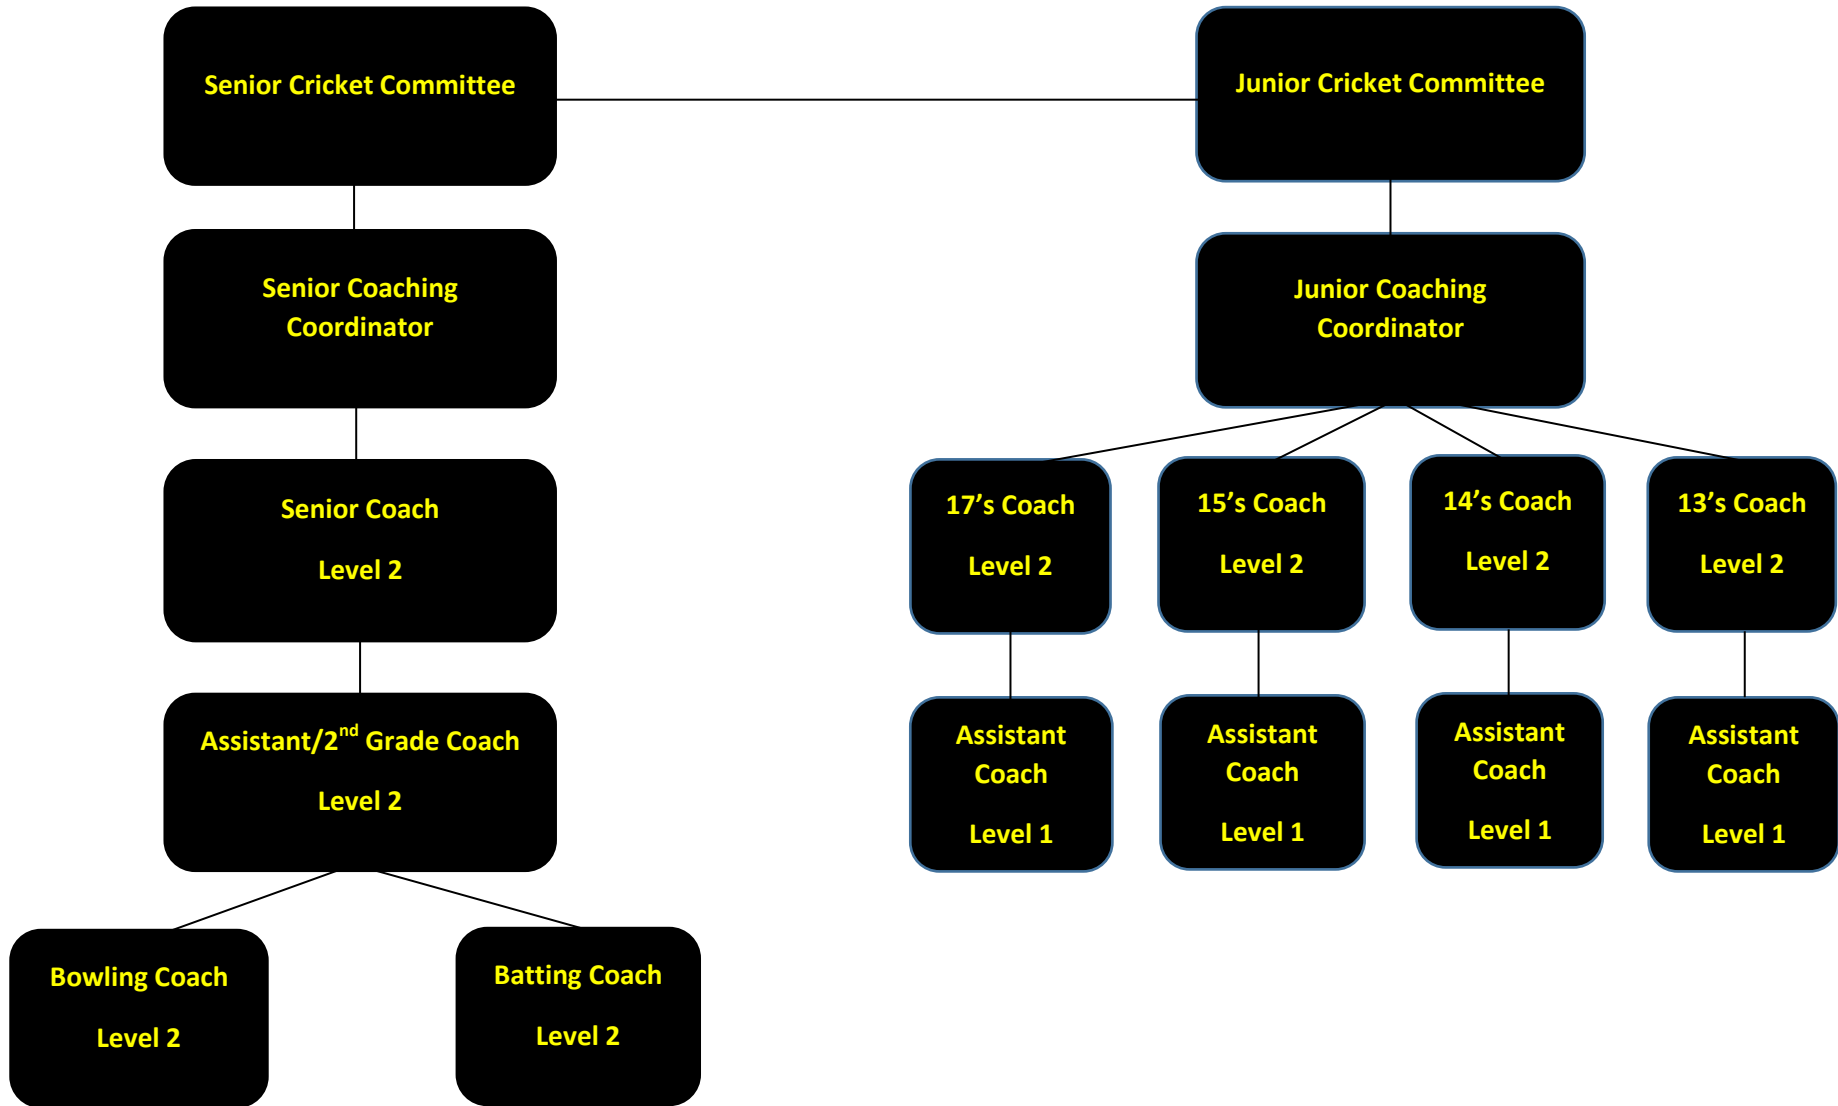 Senior Cricket Committee
Junior Cricket Committee
Senior Coaching
Coordinator
Junior Coaching
Coordinator
Senior Coach
Level 2
17’s Coach
Level 2
15’s Coach
Level 2
14’s Coach
Level 2
13’s Coach
Level 2
Assistant/2nd Grade Coach
Level 2
Assistant
Coach
Level 1
Assistant
Coach
Level 1
Assistant
Coach
Level 1
Assistant
Coach
Level 1
Bowling Coach
Level 2
Batting Coach
Level 2